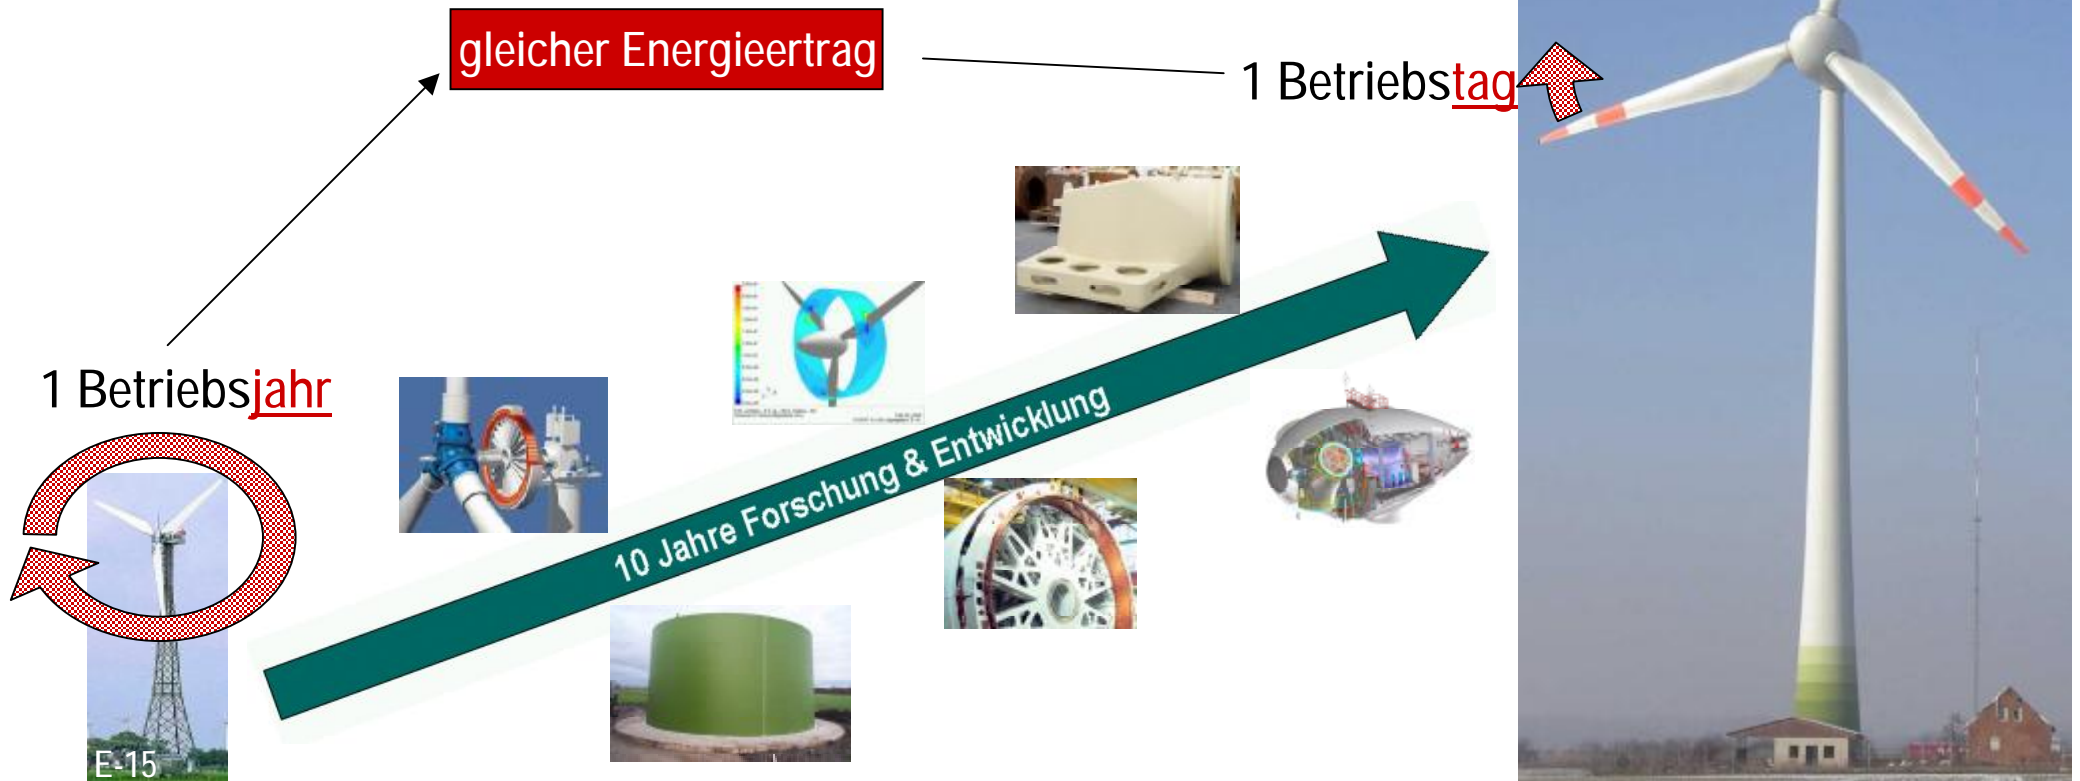 gleicher Energieertrag
1 Betriebstag
1 Betriebsjahr
10 Jahre Forschung & Entwicklung
E-15